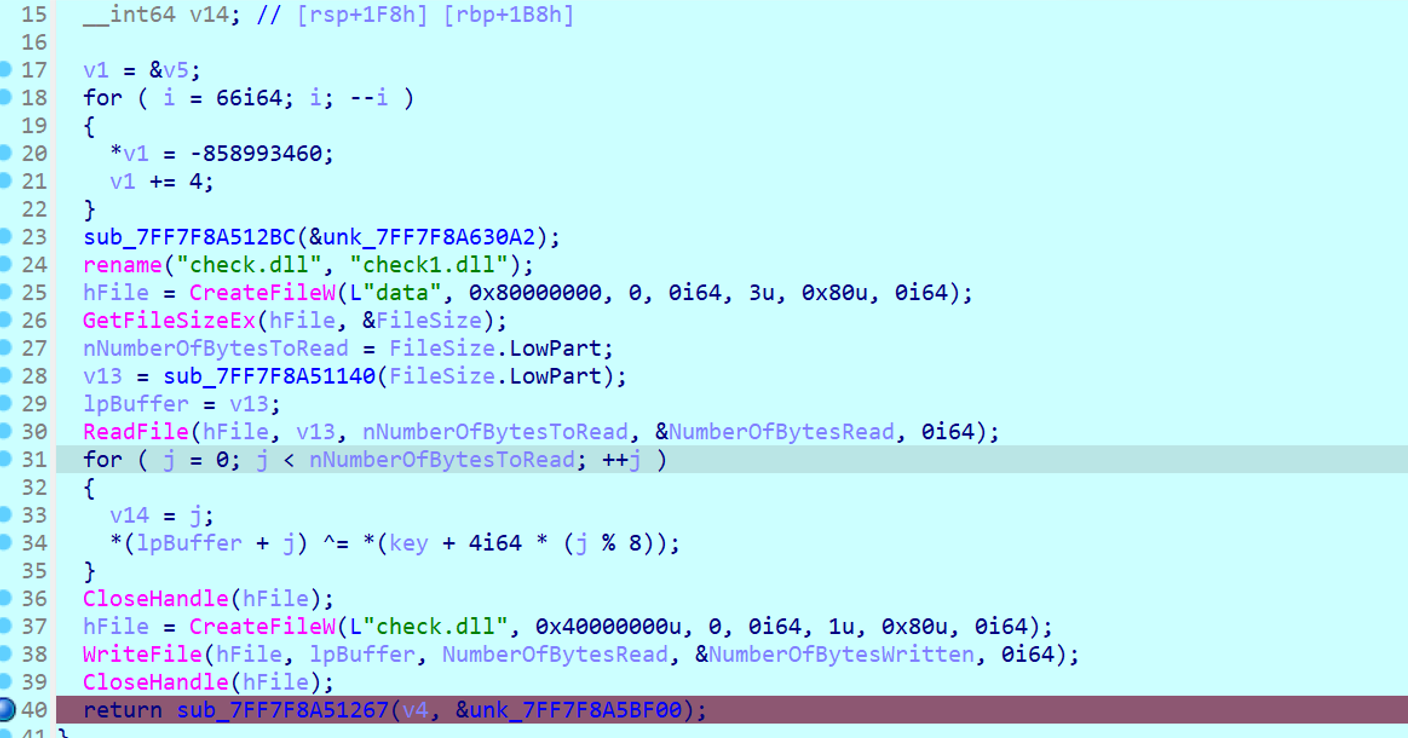 15 __int64 v14; // [rsp+1F8h] [rbp+1B8h]
16
17 v1 = &v5;
18 for ( i = 66i64; i; --i )
19 {
20 *v1 = -858993460;
21 v1 += 4;
22 }
23 sub_7FF7F8A512BC(&unk_7FF7F8A630A2);
24 rename("check.dll", "check1.dll");
25 hFile = CreateFileW(L"data", 0x80000000, 0, 0i64, 3u, 0x80u, 0i64);
26 GetFileSizeEx(hFile, &FileSize);
27 nNumberOfBytesToRead = FileSize.LowPart;
28 v13 = sub_7FF7F8A51140(FileSize.LowPart);
29 lpBuffer = v13;
30 ReadFile(hFile, v13, nNumberOfBytesToRead, &NumberOfBytesRead, 0i64);
31 for ( j = 0; j < nNumberOfBytesToRead; ++j )
32 {
33 v14 = j;
34 *(lpBuffer + j) ^= *(key + 4i64 * (j % 8));
35 }
36 CloseHandle(hFile);
37 hFile = CreateFileW(L"check.dll", 0x40000000u, 0, 0i64, 1u, 0x80u, 0i64);
38 WriteFile(hFile, lpBuffer, NumberOfBytesRead, &NumberOfBytesWritten, 0i64);
39 CloseHandle(hFile);
40 return sub_7FF7F8A51267(v4, &unk_7FF7F8A5BF00);
41 }